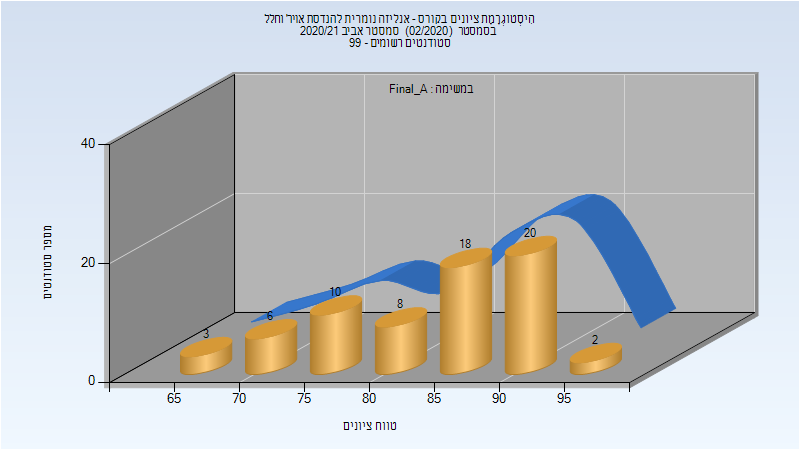 הִיסְטוגְרָמַת ציונים בקורס - אנליזה נומרית להנדסת אויר וחלל
בסמסטר (02/2020) סמסטר אביב 2020/21
סטודנטים רשומים - 99
במשימה : Final_A
מספר סטודנטים
40
20
0
3
6
10
8
18
20
2
65
70
75
80
85
90
95
טווח ציונים